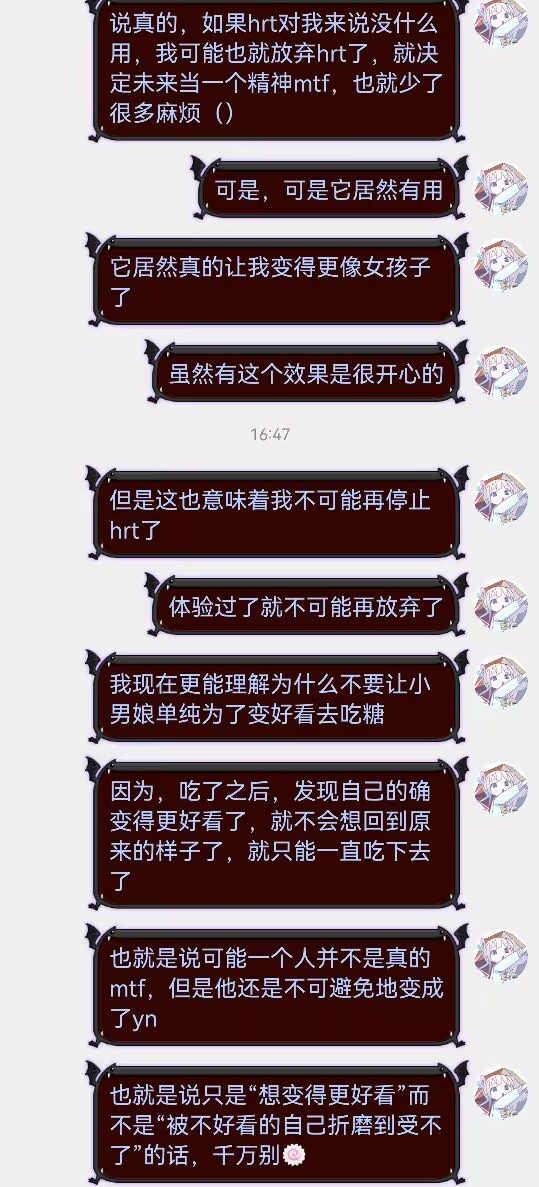 说真的，如果hrt对我来说没什么
用，我可能也就放弃hrt了，就决
定未来当一个精神mtf，也就少了
很多麻烦（）
可是，可是它居然有用
它居然真的让我变得更像女孩子
了
虽然有这个效果是很开心的
16:47
但是这也意味着我不可能再停止
hrt了
体验过了就不可能再放弃了
我现在更能理解为什么不要让小
男娘单纯为了变好看去吃糖
因为，吃了之后，发现自己的确
变得更好看了，就不会想回到原
来的样子了，就只能一直吃下去
了
也就是说可能一个人并不是真的
mtf，但是他还是不可避免地变成
了yn
也就是说只是“想变得更好看”而
不是“被不好看的自己折磨到受不
了”的话，千万别🍥